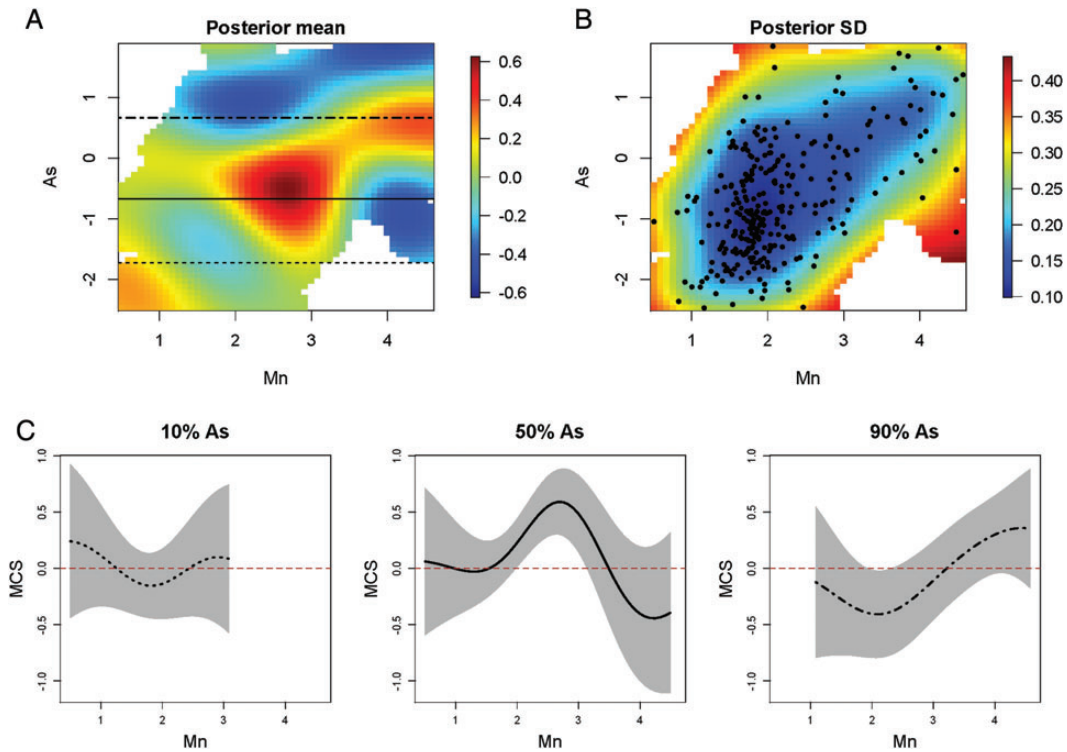 A
Posterior mean
As
1
0
-1
-2
1 2 3 4
Mn
0.6
0.4
0.2
0.0
-0.2
-0.4
-0.6
B
Posterior SD
As
1
0
-1
-2
1 2 3 4
Mn
0.40
0.35
0.30
0.25
0.20
0.15
0.10
C
10% As
MCS
1.0
0.5
0.0
-0.5
-1.0
1 2 3 4
Mn
50% As
MCS
1.0
0.5
0.0
-0.5
-1.0
1 2 3 4
Mn
90% As
MCS
1.0
0.5
0.0
-0.5
-1.0
1 2 3 4
Mn